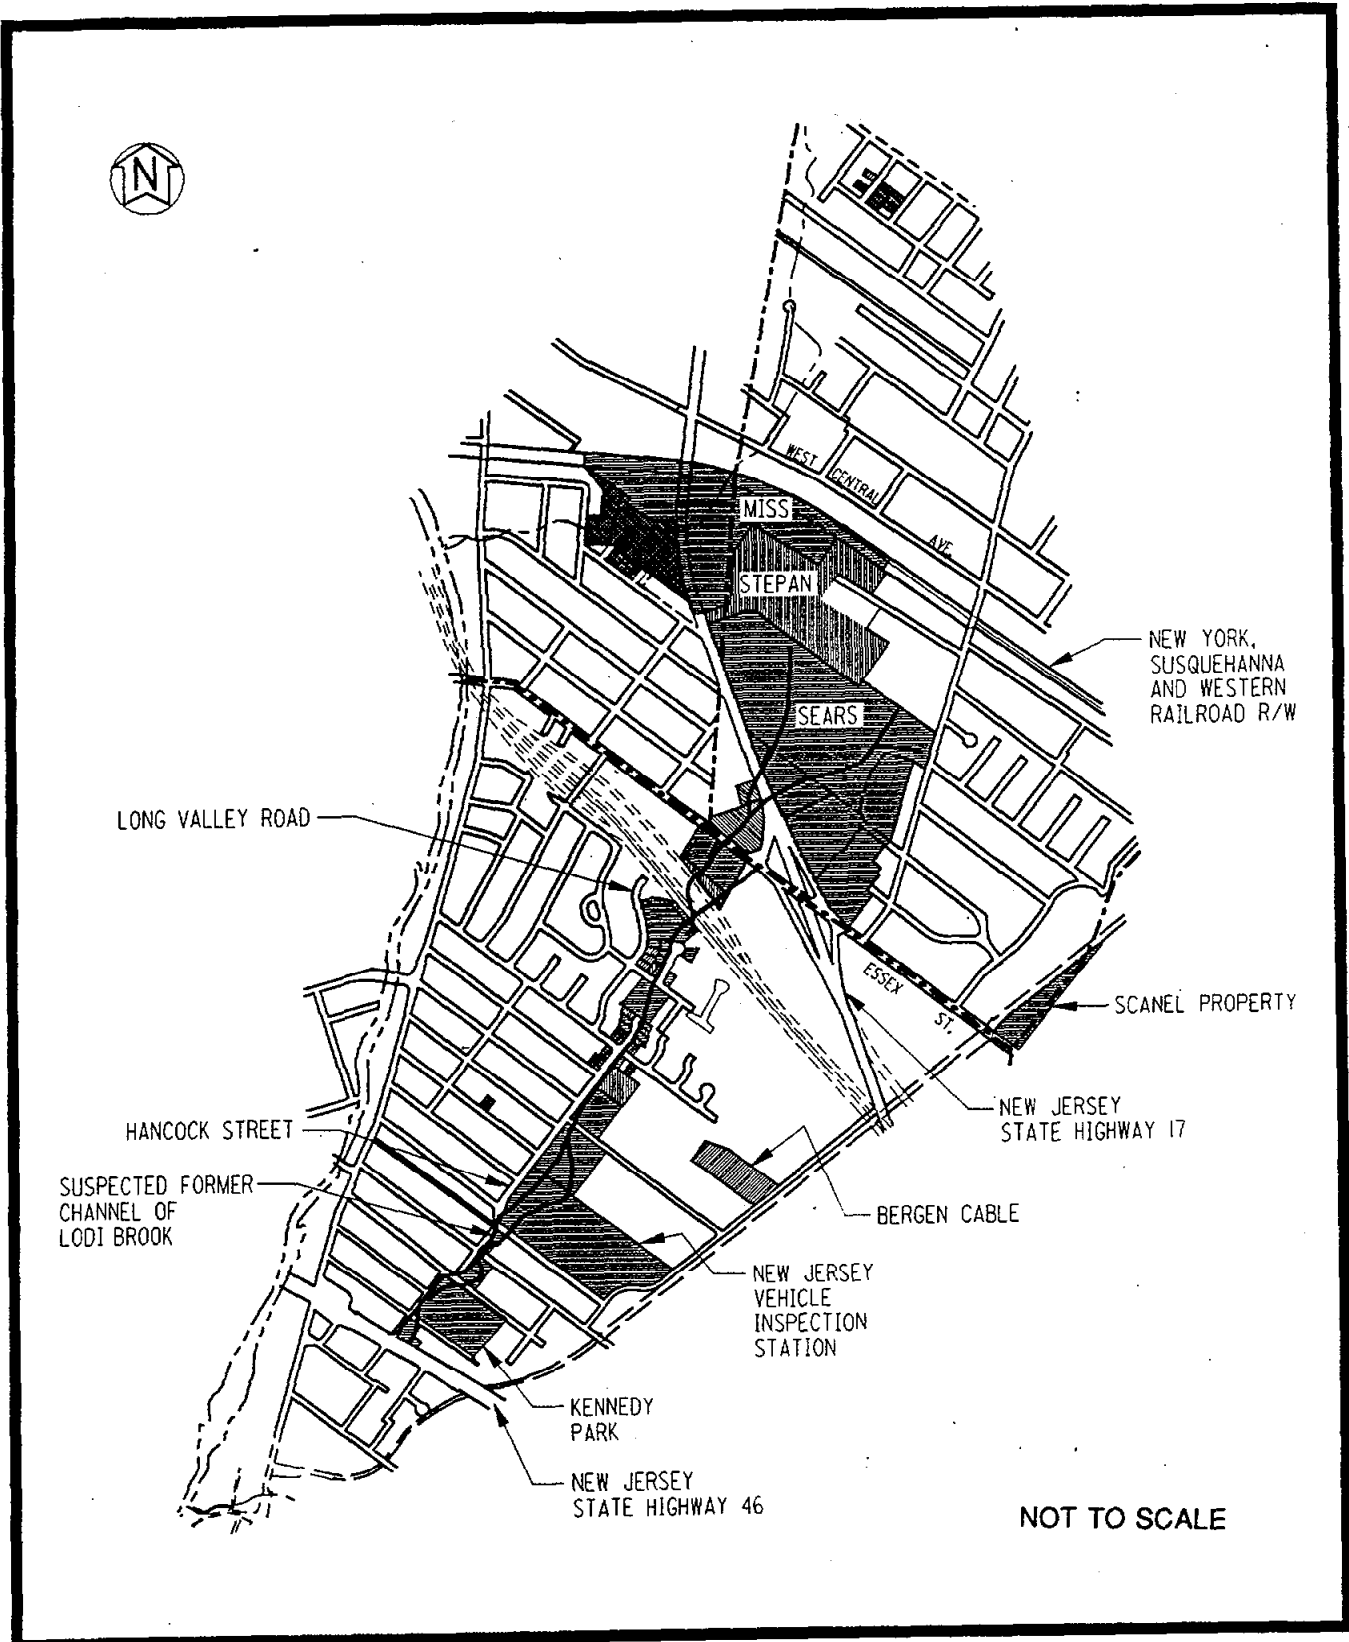 N
WEST
CENTRAL
AVE.
MISS
STEPAN
NEW YORK,
SUSQUEHANNA
AND WESTERN
RAILROAD R/W
SEARS
LONG VALLEY ROAD
ESSEX
ST.
SCANEL PROPERTY
NEW JERSEY
STATE HIGHWAY 17
HANCOCK STREET
SUSPECTED FORMER
CHANNEL OF
LODI BROOK
BERGEN CABLE
NEW JERSEY
VEHICLE
INSPECTION
STATION
KENNEDY
PARK
NEW JERSEY
STATE HIGHWAY 46
NOT TO SCALE